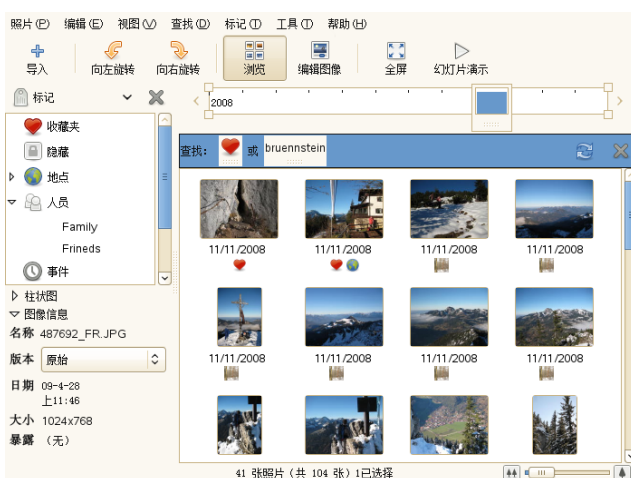 照片(P) 编辑(E) 视图(V) 查找(D) 标记(T) 工具(T) 帮助(H)
导入 向左旋转 向右旋转 浏览 编辑图像 全屏 幻灯片演示
标记
2008
收藏夹
隐藏
地点
人员
Family
Frineds
事件
柱状图
图像信息
名称 487692_FR.JPG
版本 原始
日期 09-4-28
上11:46
大小 1024x768
暴露 (无)
查找: 或 bruennstein
11/11/2008 11/11/2008 11/11/2008 11/11/2008
11/11/2008 11/11/2008 11/11/2008 11/11/2008
41 张照片 (共 104 张) 1已选择